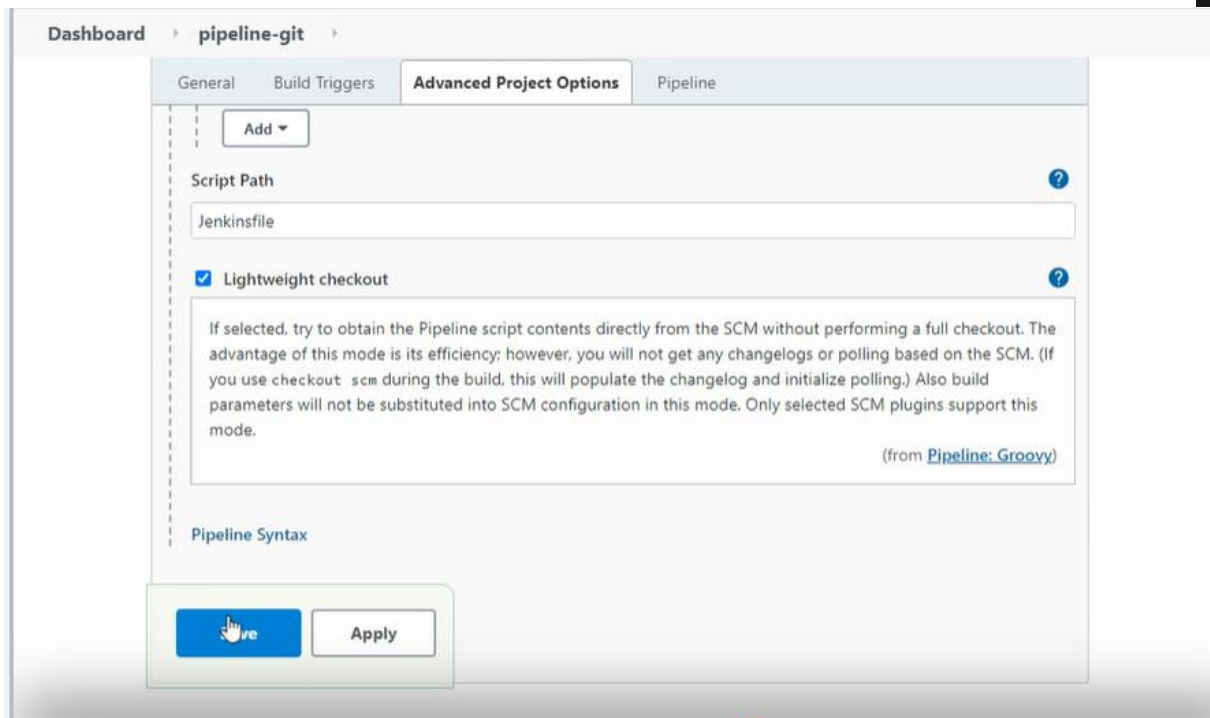 Dashboard pipeline-git
General Build Triggers Advanced Project Options Pipeline
Add
Script Path
?
Jenkinsfile
Lightweight checkout
?
If selected, try to obtain the Pipeline script contents directly from the SCM without performing a full checkout. The
advantage of this mode is its efficiency; however, you will not get any changelogs or polling based on the SCM. (If
you use checkout scm during the build, this will populate the changelog and initialize polling.) Also build
parameters will not be substituted into SCM configuration in this mode. Only selected SCM plugins support this
mode.
(from Pipeline: Groovy)
Pipeline Syntax
Apply